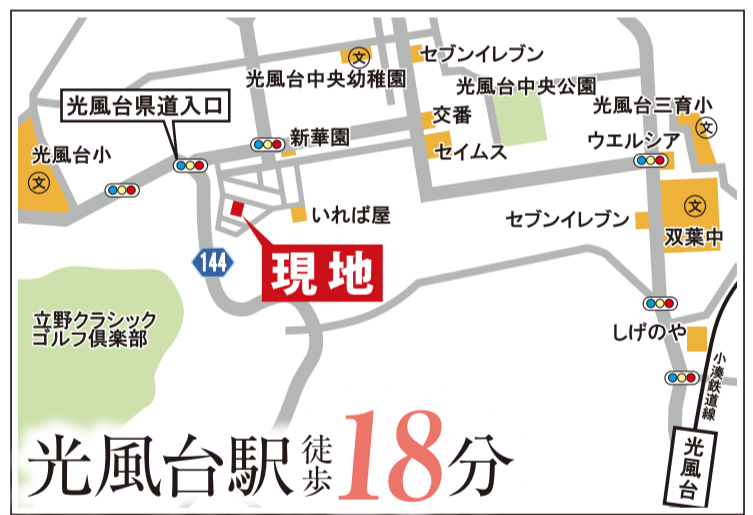 セブンイレブン
文
光風台中央幼稚園
光風台中央公園
光風台県道入口
交番
光風台三育小
文
新華園
ウエルシア
光風台小
セイムス
文
文
いれぱ屋
セブンイレブン
双葉中
144
現地
立野クラシック
ゴルフ倶楽部
しげのや
小湊鉄道線
光風台
光風台駅徒歩18分